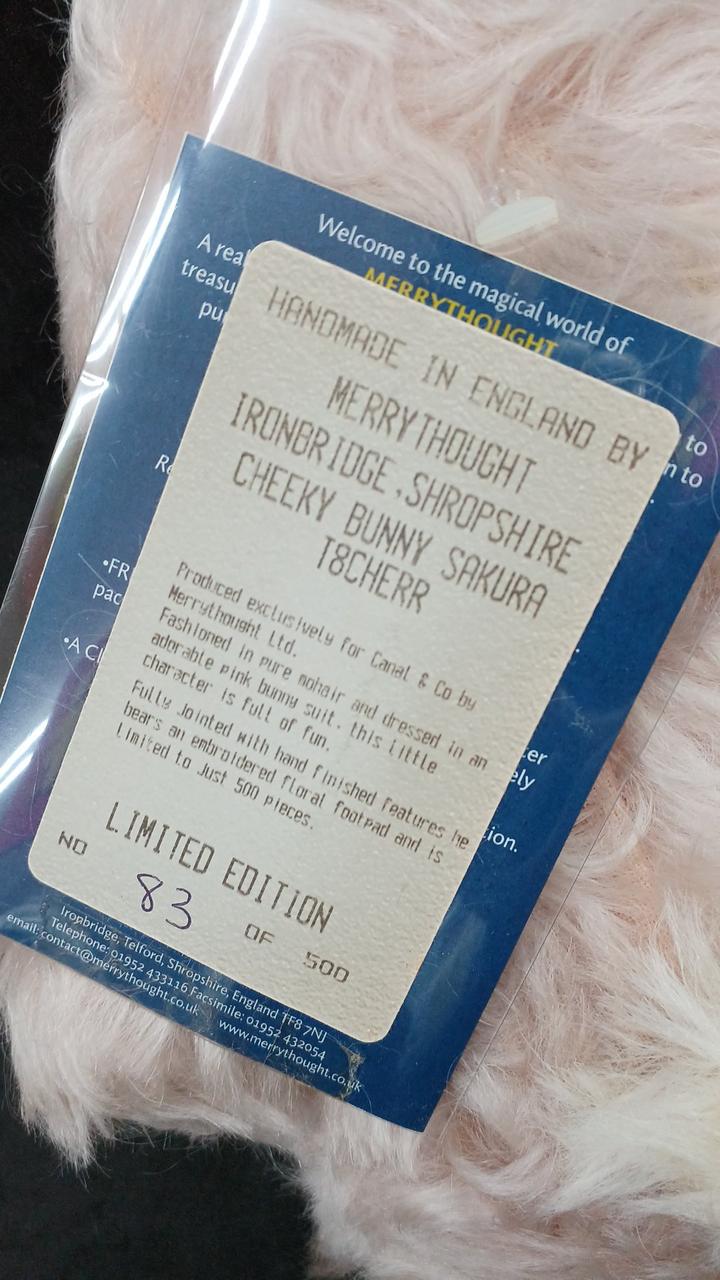 Welcome to the magical world of
MERRYTHOUGHT
A real
to
n to
HANDMADE IN ENGLAND BY
MERRYTHOUGHT
IRONBRIDGE,SHROPSHIRE
CHEEKY BUNNY SAKURA
T8CHERR
Produced exclusively for Canal & Co by
Merrythought Ltd.
Fashioned in pure mohair and dressed in an
adorable pink bunny suit. this little
character is full of fun.
Fully jointed with hand finished features he
bears an embroidered floral footpad and is
limited to just 500 pieces.
LIMITED EDITION
NO 83 OF 500
Ironbridge, Telford, Shropshire, England TF8 7NJ
Telephone: 01952 433116 Facsimile: 01952 432054
email: contact@merrythought.co.uk www.merrythought.co.uk